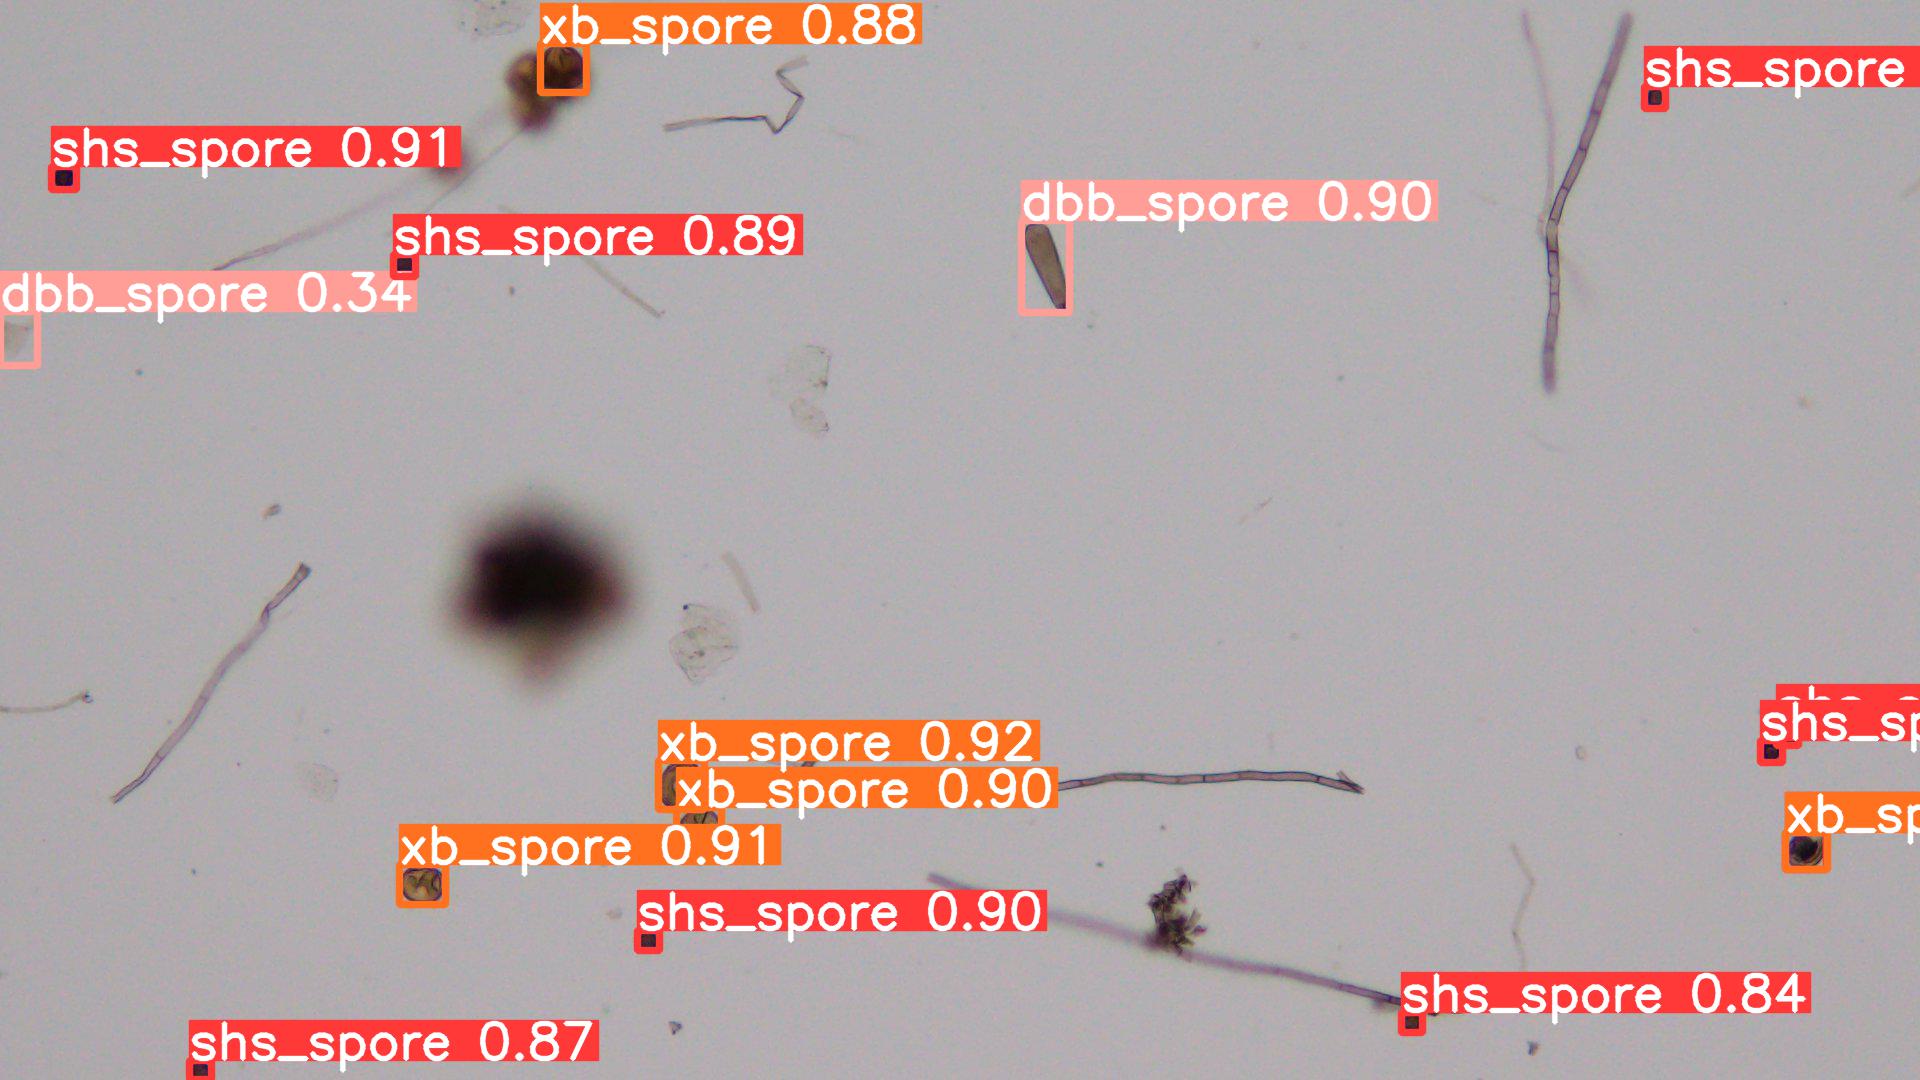 xb_spore 0.88
shs_spore
shs_spore 0.91
dbb_spore 0.90
shs_spore 0.89
dbb_spore 0.34
shs_sp
xb_spore 0.92
xb_spore 0.90
xb_sp
xb_spore 0.91
shs_spore 0.90
shs_spore 0.84
shs_spore 0.87